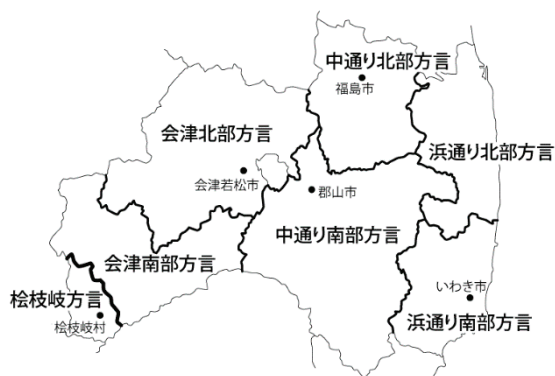 中通り北部方言
福島市
会津北部方言
浜通り北部方言
会津若松市
郡山市
中通り南部方言
会津南部方言
いわき市
桧枝岐方言
桧枝岐村
浜通り南部方言